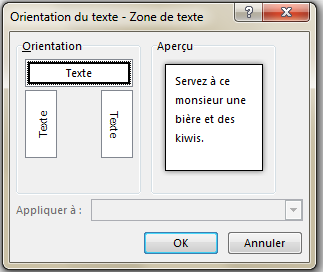 Orientation du texte - Zone de texte
Orientation
Aperçu
Texte
Texte
Texte
Servez à ce
monsieur une
bière et des
kiwis.
Appliquer à :
OK
Annuler